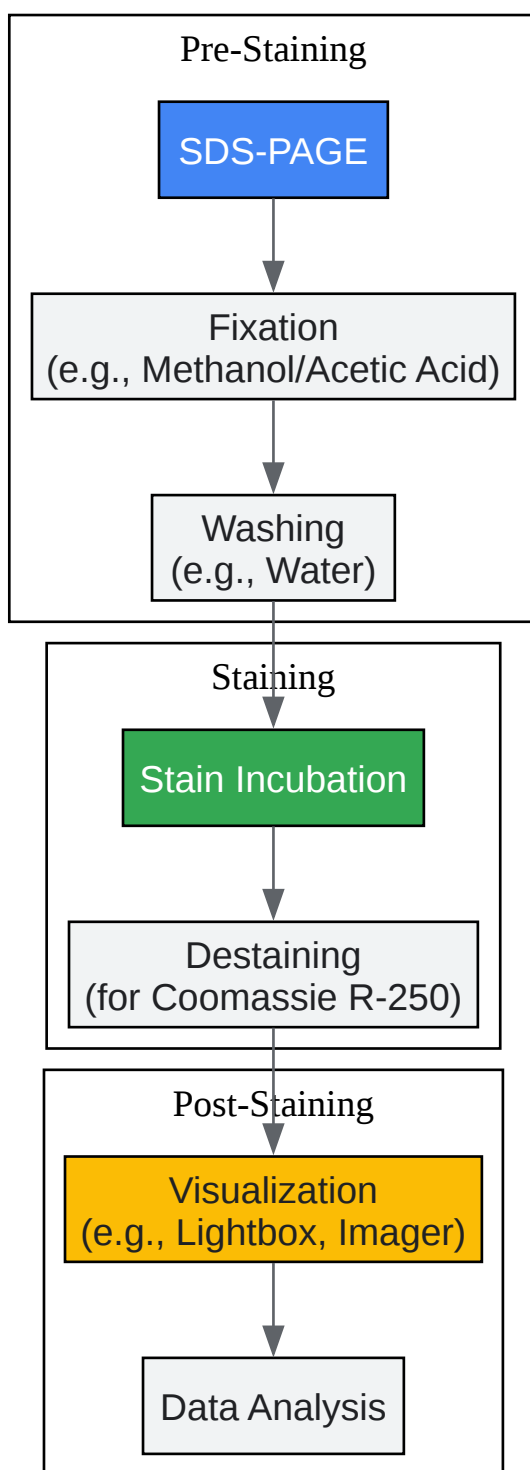 Pre-Staining
SDS-PAGE
Fixation
(e.g., Methanol/Acetic Acid)
Washing
(e.g., Water)
Staining
Stain Incubation
Destaining
(for Coomassie R-250)
Post-Staining
Visualization
(e.g., Lightbox, Imager)
Data Analysis